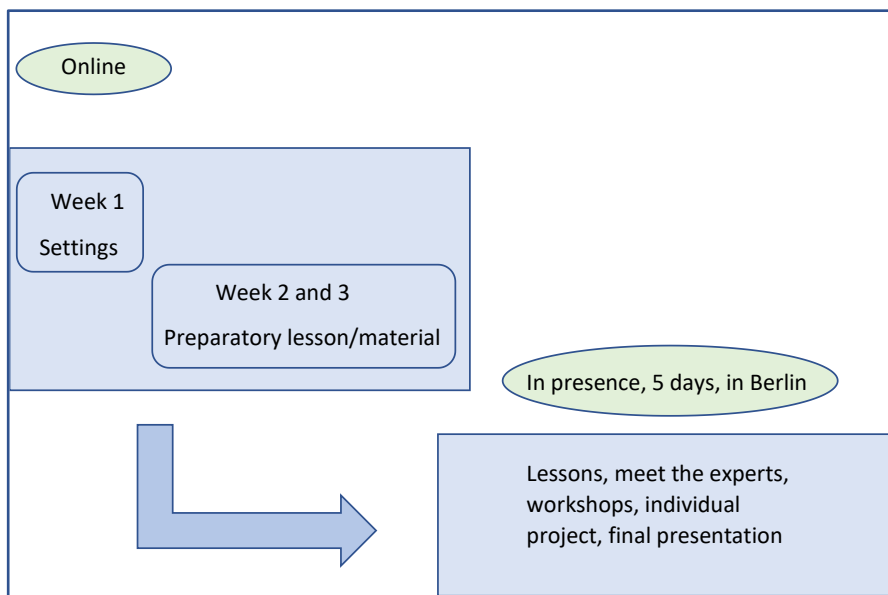 Online
Week 1
Settings
Week 2 and 3
Preparatory lesson/material
In presence, 5 days, in Berlin
Lessons, meet the experts,
workshops, individual
project, final presentation